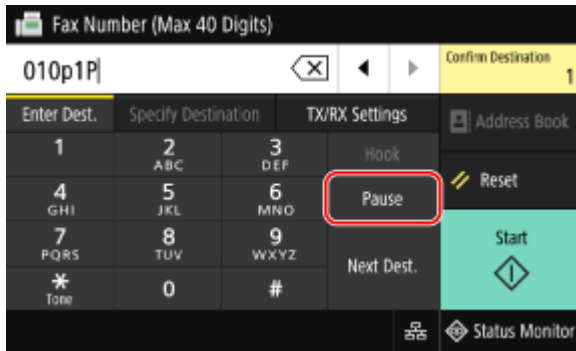 Fax Number (Max 40 Digits)
010p1P
Confirm Destination
1
Enter Dest.
Specify Destination
TX/RX Settings
Address Book
1
2
ABC
3
DEF
Hook
Reset
4
GHI
5
JKL
6
MNO
Pause
7
PQRS
8
TUV
9
WXYZ
Next Dest.
Start
*
Tone
0
#
Status Monitor